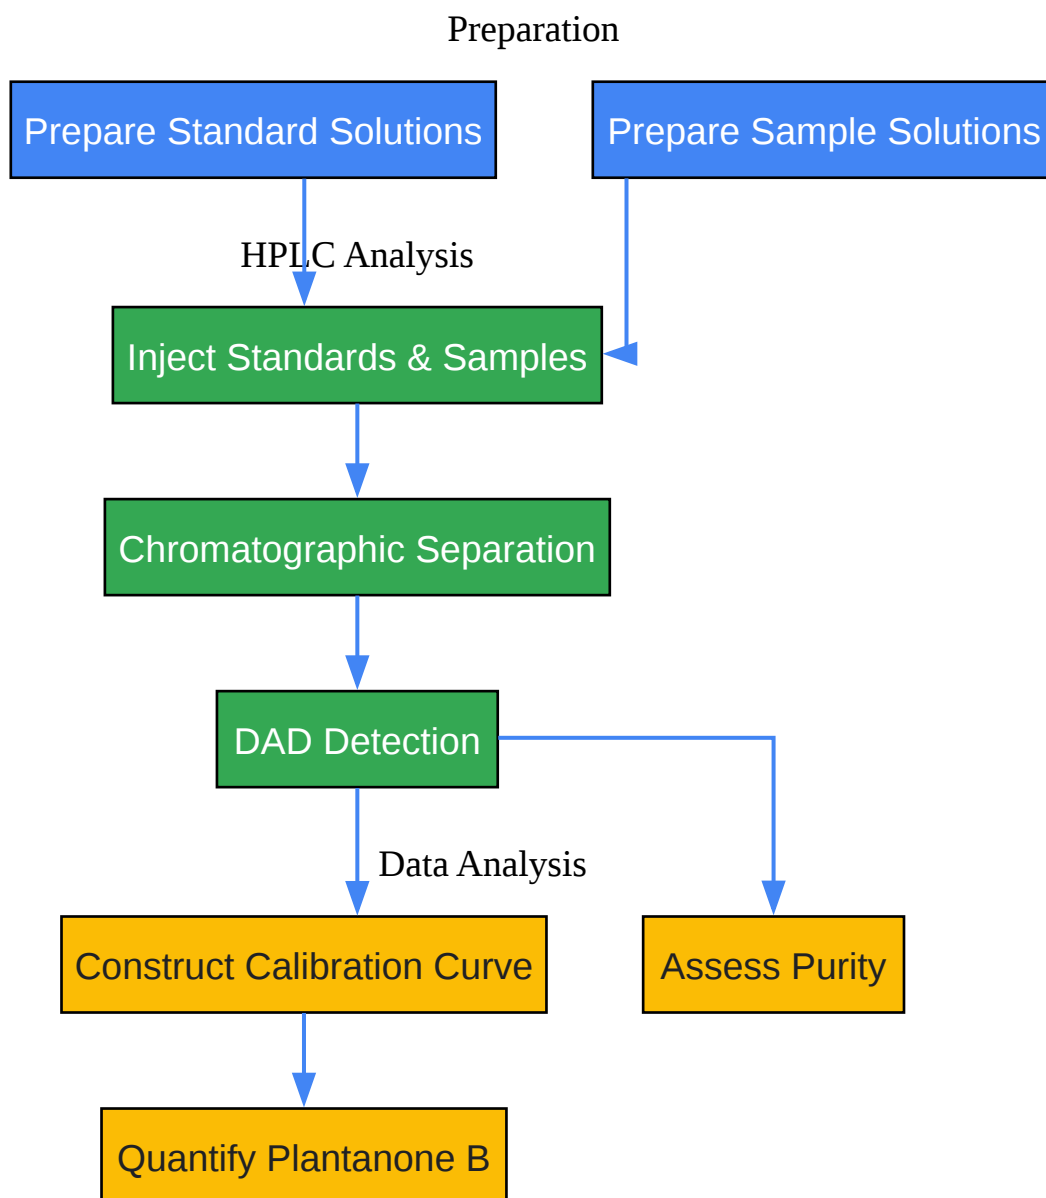 Preparation
Prepare Standard Solutions
Prepare Sample Solutions
HPLC Analysis
Inject Standards & Samples
Chromatographic Separation
DAD Detection
Data Analysis
Construct Calibration Curve
Assess Purity
Quantify Plantanone B